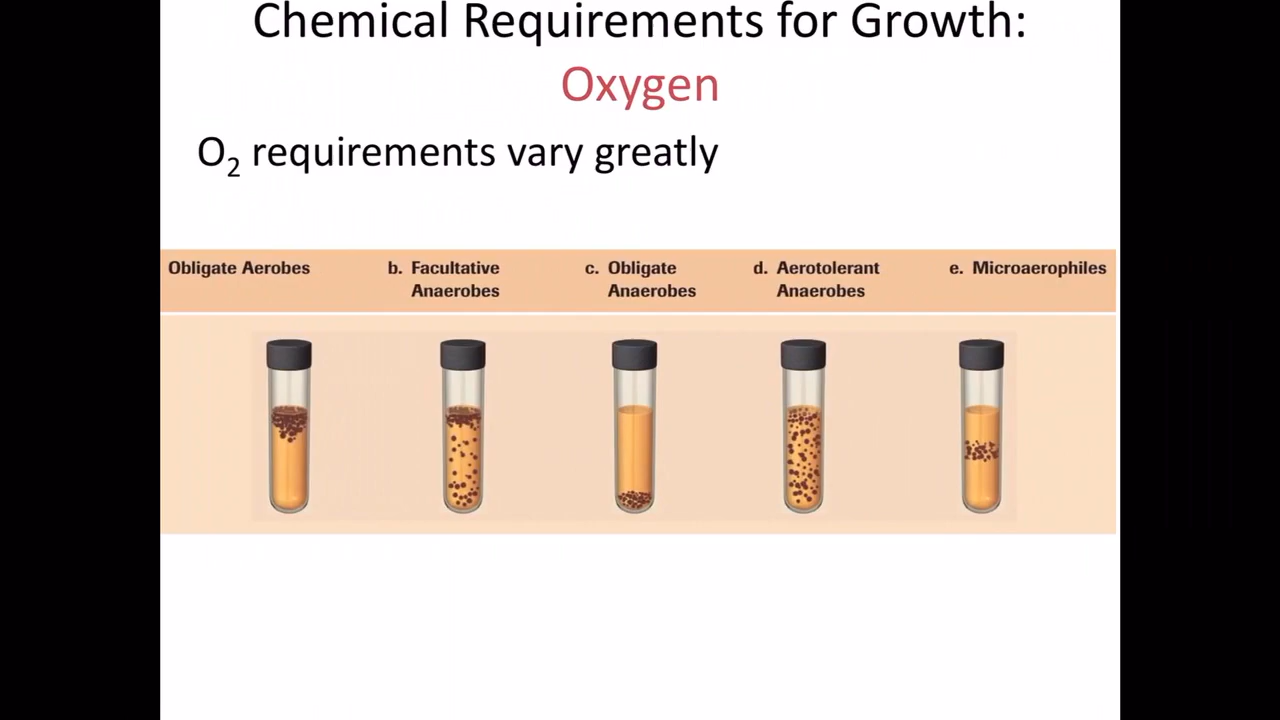 Chemical Requirements for Growth:
Oxygen
O₂ requirements vary greatly
Obligate Aerobes
b. Facultative
Anaerobes
c. Obligate
Anaerobes
d. Aerotolerant
Anaerobes
e. Microaerophiles